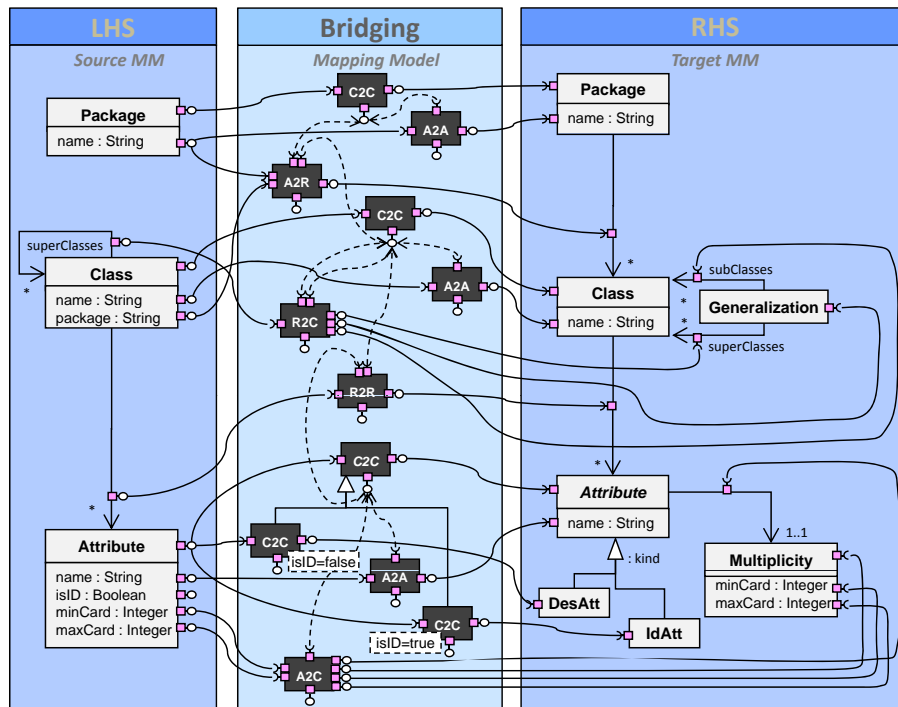 LHS
Bridging
RHS
Source MM
Mapping Model
Target MM
Package
name : String
C2C
A2A
A2R
Package
name : String
superClasses
*
Class
name : String
package : String
C2C
A2A
R2C
*
Class
name : String
subClasses
*
*
superClasses
Generalization
R2R
*
Attribute
name : String
isID : Boolean
minCard : Integer
maxCard : Integer
C2C
C2C
isID=false
A2A
C2C
isID=true
A2C
*
Attribute
name : String
: kind
DesAtt
IdAtt
1..1
Multiplicity
minCard : Integer
maxCard : Integer